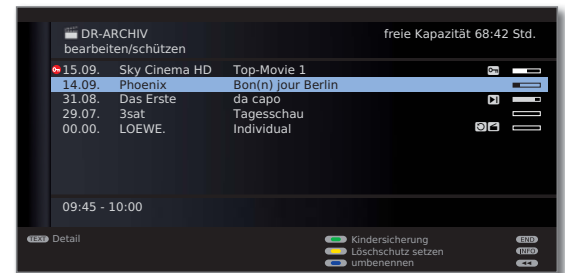 DR-ARCHIV freie Kapazität 68:42 Std.
bearbeiten/schützen
15.09. Sky Cinema HD Top-Movie 1
14.09. Phoenix Bon(n) jour Berlin
31.08. Das Erste da capo
29.07. 3sat Tagesschau
00.00. LOEWE. Individual
09:45 - 10:00
TEXT Detail Kindersicherung END
Löschschutz setzen INFO
umbenennen